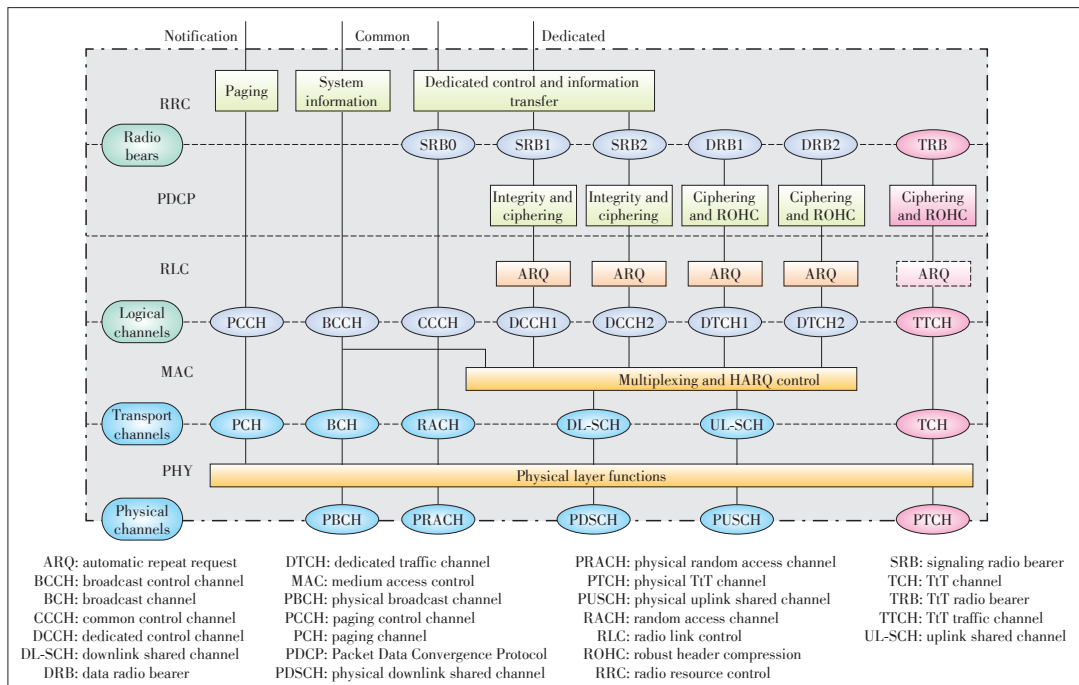 Notification Common Dedicated
RRC
Paging
System
information
Dedicated control and information
transfer
Radio
bears
SRB0 SRB1 SRB2 DRB1 DRB2 TRB
PDCP
Integrity and
ciphering
Integrity and
ciphering
Ciphering
and ROHC
Ciphering
and ROHC
Ciphering
and ROHC
RLC
ARQ ARQ ARQ ARQ ARQ
Logical
channels
PCCH BCCH CCCH DCCH1 DCCH2 DTCH1 DTCH2 TTCH
MAC
Multiplexing and HARQ control
Transport
channels
PCH BCH RACH DL-SCH UL-SCH TCH
PHY
Physical layer functions
Physical
channels
PBCH PRACH PDSCH PUSCH PTCH
ARQ: automatic repeat request
BCCH: broadcast control channel
BCH: broadcast channel
CCCH: common control channel
DCCH: dedicated control channel
DL-SCH: downlink shared channel
DRB: data radio bearer
DTCH: dedicated traffic channel
MAC: medium access control
PBCH: physical broadcast channel
PCCH: paging control channel
PCH: paging channel
PDCP: Packet Data Convergence Protocol
PDSCH: physical downlink shared channel
PRACH: physical random access channel
PTCH: physical TtT channel
PUSCH: physical uplink shared channel
RACH: random access channel
RLC: radio link control
ROHC: robust header compression
RRC: radio resource control
SRB: signaling radio bearer
TCH: TtT channel
TRB: TtT radio bearer
TTCH: TtT traffic channel
UL-SCH: uplink shared channel